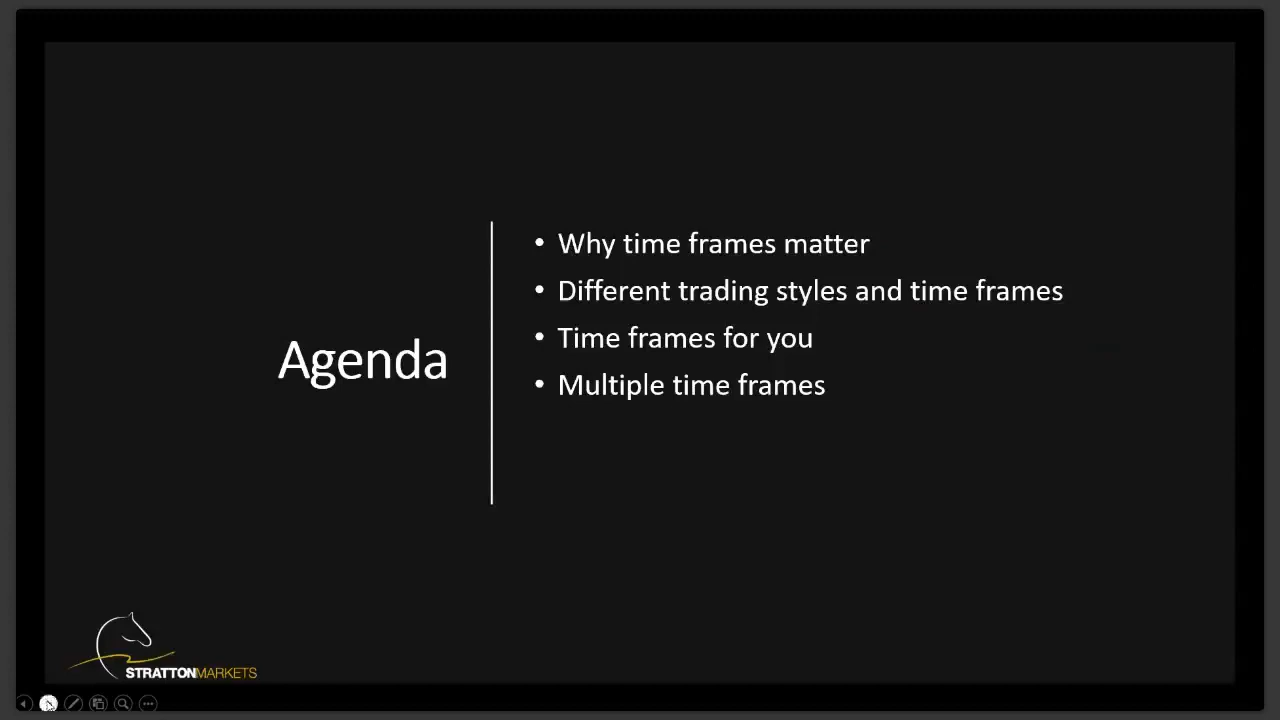 Agenda
• Why time frames matter
• Different trading styles and time frames
• Time frames for you
• Multiple time frames
STRATTONMARKETS